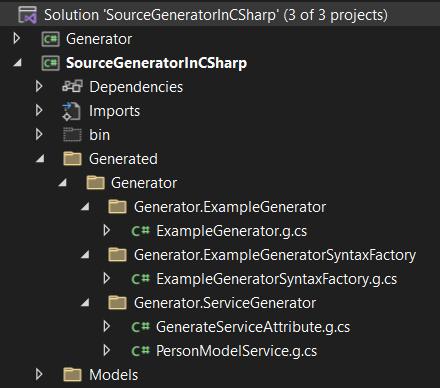 Solution 'SourceGeneratorInCSharp' (3 of 3 projects)
C# Generator
C# SourceGeneratorInCSharp
Dependencies
Imports
bin
Generated
Generator
Generator.ExampleGenerator
C# ExampleGenerator.g.cs
Generator.ExampleGeneratorSyntaxFactory
C# ExampleGeneratorSyntaxFactory.g.cs
Generator.ServiceGenerator
C# GenerateServiceAttribute.g.cs
C# PersonModelService.g.cs
Models